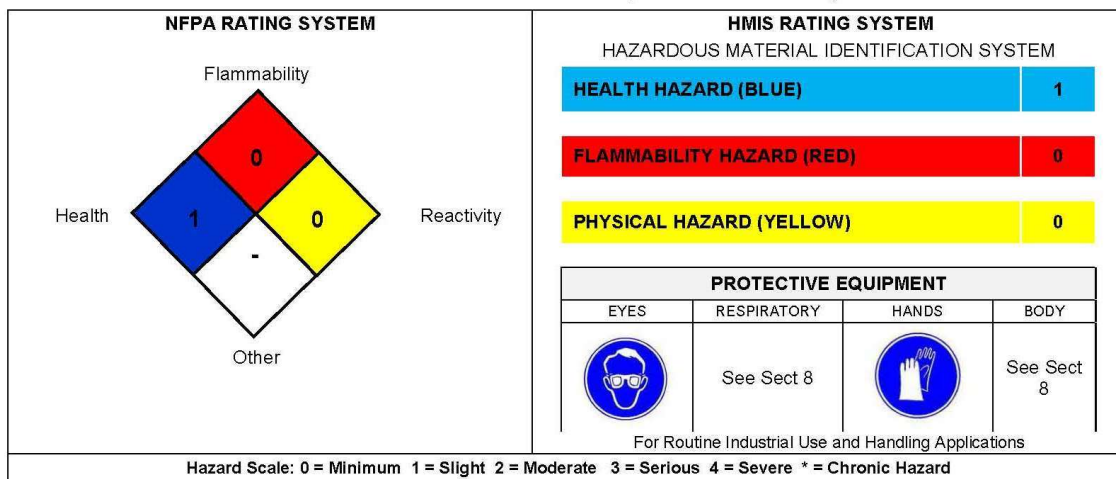 NFPA RATING SYSTEM
Flammability
0
Health
1
0
Reactivity
-
Other
HMIS RATING SYSTEM
HAZARDOUS MATERIAL IDENTIFICATION SYSTEM
HEALTH HAZARD (BLUE) 1
FLAMMABILITY HAZARD (RED) 0
PHYSICAL HAZARD (YELLOW) 0
PROTECTIVE EQUIPMENT
EYES RESPIRATORY HANDS BODY
See Sect 8
See Sect
8
For Routine Industrial Use and Handling Applications
Hazard Scale: 0 = Minimum 1 = Slight 2 = Moderate 3 = Serious 4 = Severe * = Chronic Hazard